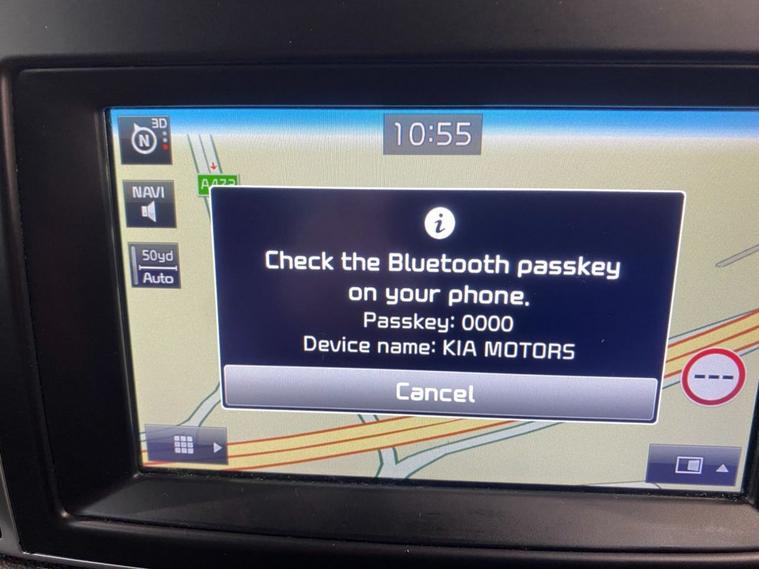 3D
N
10:55
NAVI
A473
50yd
Auto
i
Check the Bluetooth passkey
on your phone.
Passkey: 0000
Device name: KIA MOTORS
Cancel
---